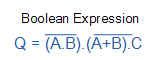 Boolean Expression
Q = (A.B).(A+B).C